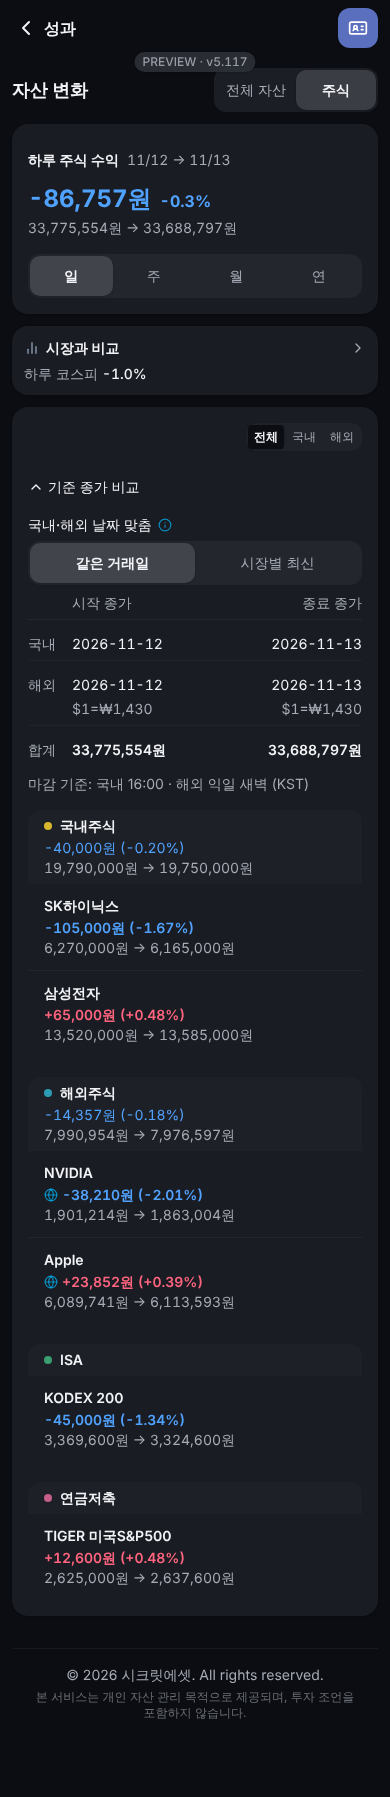 성과
PREVIEW · v5.117
자산 변화
전체 자산 주식
하루 주식 수익 11/12 → 11/13
-86,757원 -0.3%
33,775,554원 → 33,688,797원
일 주 월 연
시장과 비교
하루 코스피 -1.0%
전체 국내 해외
기준 종가 비교
국내·해외 날짜 맞춤
같은 거래일 시장별 최신
시작 종가 종료 종가
국내 2026-11-12 2026-11-13
해외 2026-11-12 2026-11-13
$1=₩1,430 $1=₩1,430
합계 33,775,554원 33,688,797원
마감 기준: 국내 16:00 · 해외 익일 새벽 (KST)
국내주식
-40,000원 (-0.20%)
19,790,000원 → 19,750,000원
SK하이닉스
-105,000원 (-1.67%)
6,270,000원 → 6,165,000원
삼성전자
+65,000원 (+0.48%)
13,520,000원 → 13,585,000원
해외주식
-14,357원 (-0.18%)
7,990,954원 → 7,976,597원
NVIDIA
-38,210원 (-2.01%)
1,901,214원 → 1,863,004원
Apple
+23,852원 (+0.39%)
6,089,741원 → 6,113,593원
ISA
KODEX 200
-45,000원 (-1.34%)
3,369,600원 → 3,324,600원
연금저축
TIGER 미국S&P500
+12,600원 (+0.48%)
2,625,000원 → 2,637,600원
© 2026 시크릿에셋. All rights reserved.
본 서비스는 개인 자산 관리 목적으로 제공되며, 투자 조언을
포함하지 않습니다.